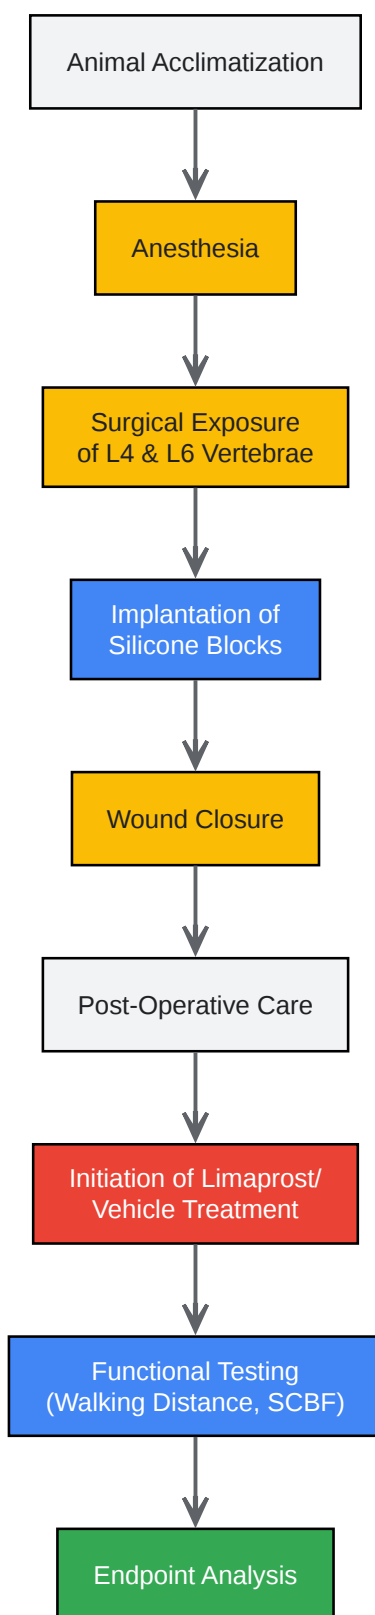 Animal Acclimatization
Anesthesia
Surgical Exposure
of L4 & L6 Vertebrae
Implantation of
Silicone Blocks
Wound Closure
Post-Operative Care
Initiation of Limaprost/
Vehicle Treatment
Functional Testing
(Walking Distance, SCBF)
Endpoint Analysis